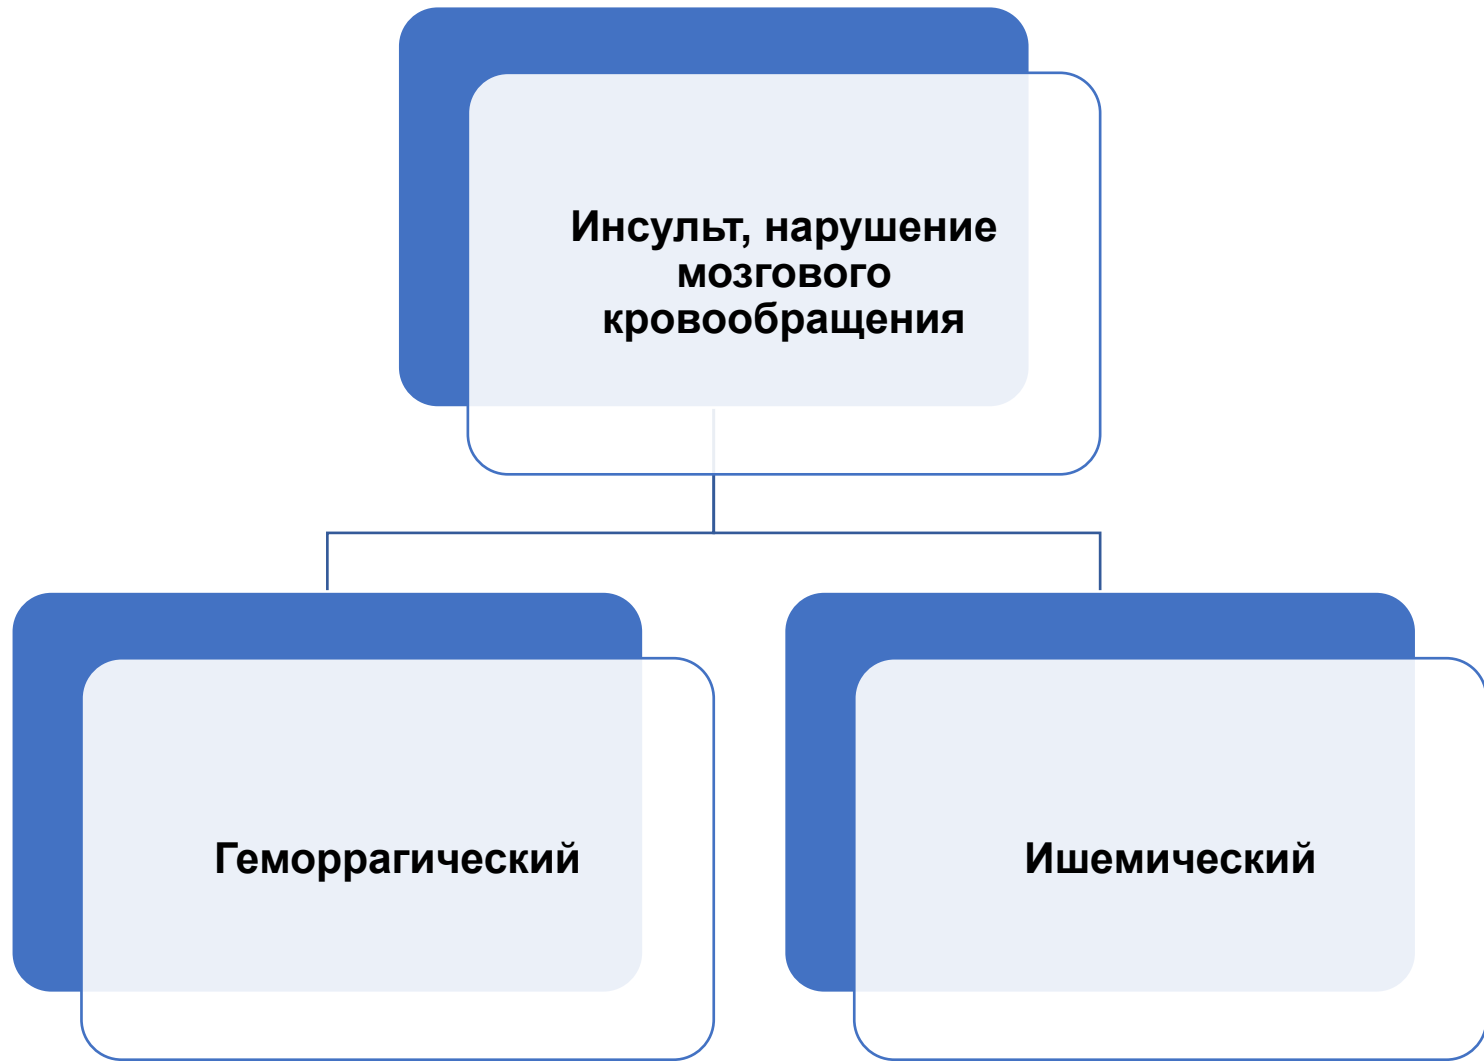 Инсульт, нарушение
мозгового
кровообращения
Геморрагический
Ишемический